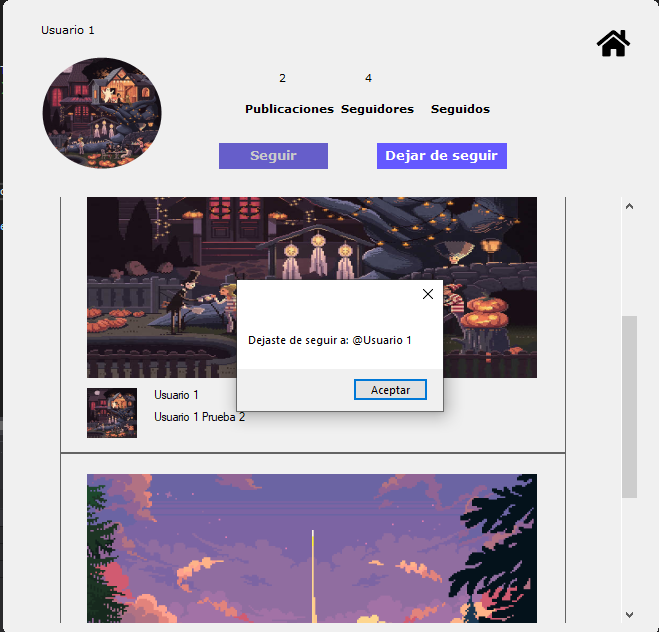 Usuario 1
2 4
Publicaciones Seguidores Seguidos
Seguir Dejar de seguir
Dejaste de seguir a: @Usuario 1
Aceptar
Usuario 1
Usuario 1 Prueba 2